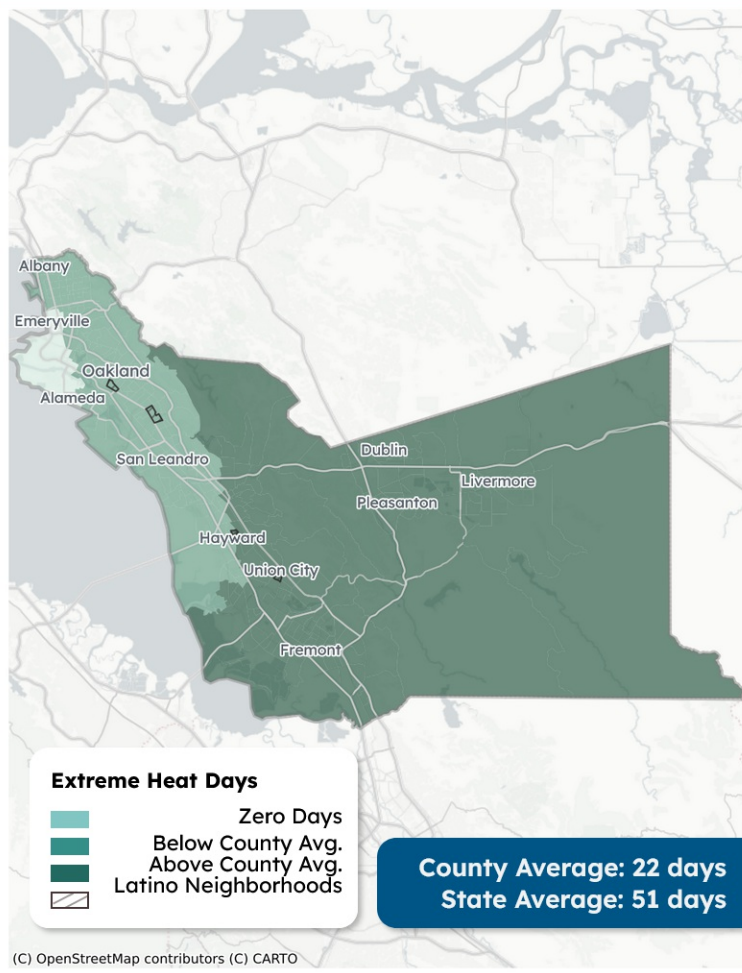 Albany
Emeryville
Oakland
Alameda
San Leandro
Dublin
Livermore
Pleasanton
Hayward
Union City
Fremont
Extreme Heat Days
Zero Days
Below County Avg.
Above County Avg.
Latino Neighborhoods
County Average: 22 days
State Average: 51 days
(C) OpenStreetMap contributors (C) CARTO